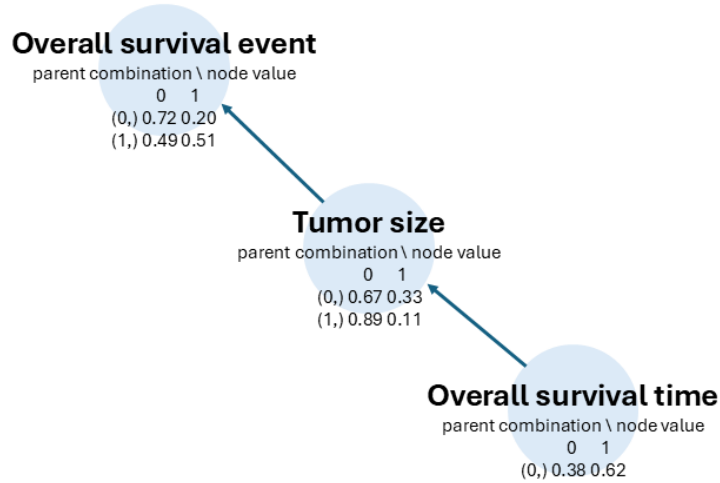 Overall survival event
parent combination \ node value
0 1
(0,) 0.72 0.20
(1,) 0.49 0.51
Tumor size
parent combination \ node value
0 1
(0,) 0.67 0.33
(1,) 0.89 0.11
Overall survival time
parent combination \ node value
0 1
(0,) 0.38 0.62